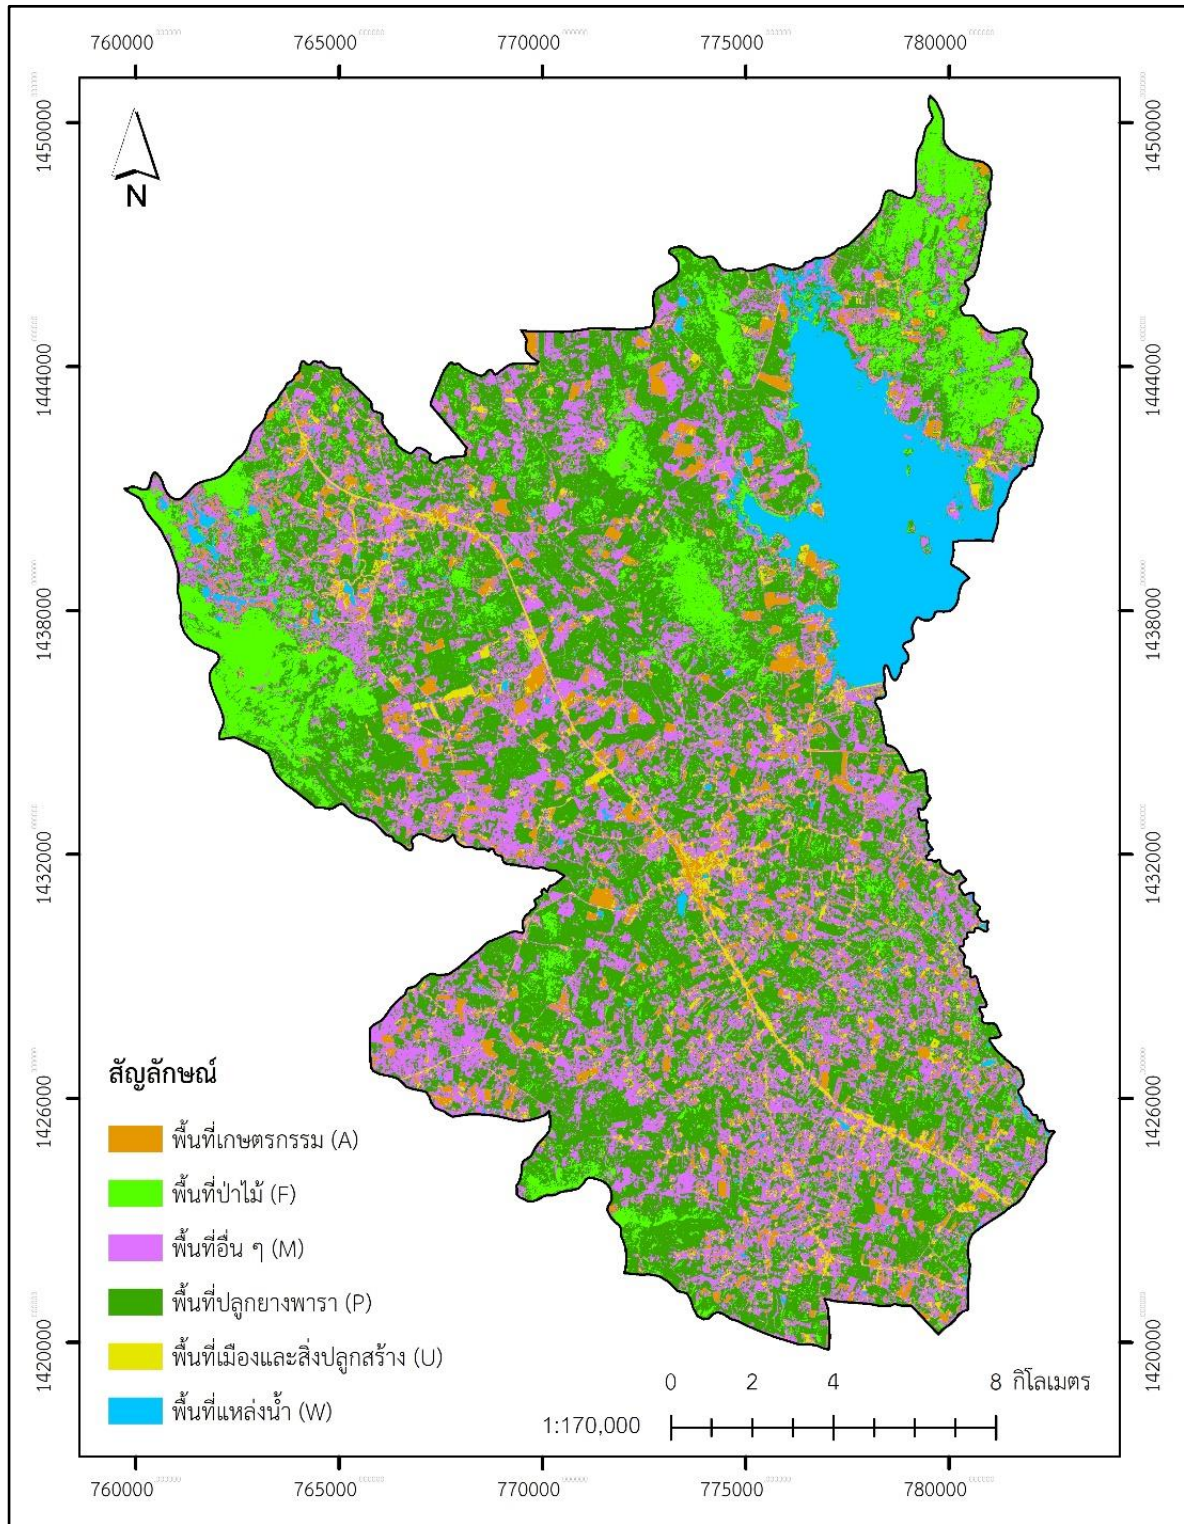 760000 765000 770000 775000 780000
1450000 1450000
N
1444000 1444000
1438000 1438000
1432000 1432000
1426000 1426000
1420000 1420000
สัญลักษณ์
พื้นที่เกษตรกรรม (A)
พื้นที่ป่าไม้ (F)
พื้นที่อื่น ๆ (M)
พื้นที่ปลูกยางพารา (P)
พื้นที่เมืองและสิ่งปลูกสร้าง (U)
พื้นที่แหล่งน้ำ (W)
0 2 4 8 กิโลเมตร
1:170,000
760000 765000 770000 775000 780000